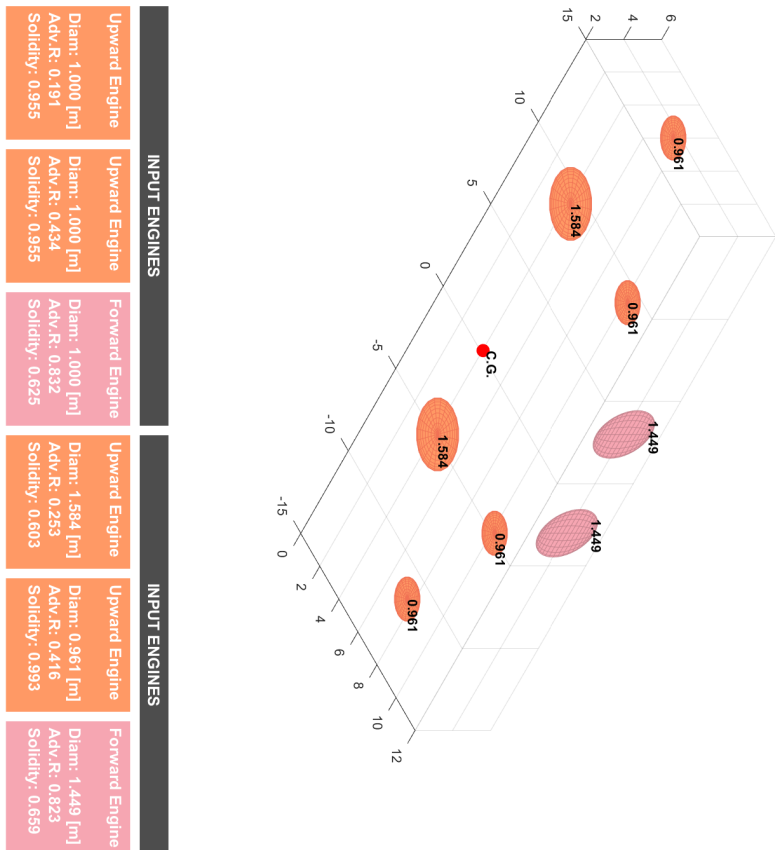 6
0.961
1.449
4
0.961
2
1.449
1.584
15
10
0.961
C.G.
5
1.584
0
0.961
12
-5
10
8
6
-10
4
2
-15
0
INPUT ENGINES
Upward Engine
Diam: 1.000 [m]
Adv.R: 0.191
Solidity: 0.955
Upward Engine
Diam: 1.000 [m]
Adv.R: 0.434
Solidity: 0.955
Forward Engine
Diam: 1.000 [m]
Adv.R: 0.832
Solidity: 0.625
INPUT ENGINES
Upward Engine
Diam: 1.584 [m]
Adv.R: 0.253
Solidity: 0.603
Upward Engine
Diam: 0.961 [m]
Adv.R: 0.416
Solidity: 0.993
Forward Engine
Diam: 1.449 [m]
Adv.R: 0.823
Solidity: 0.659